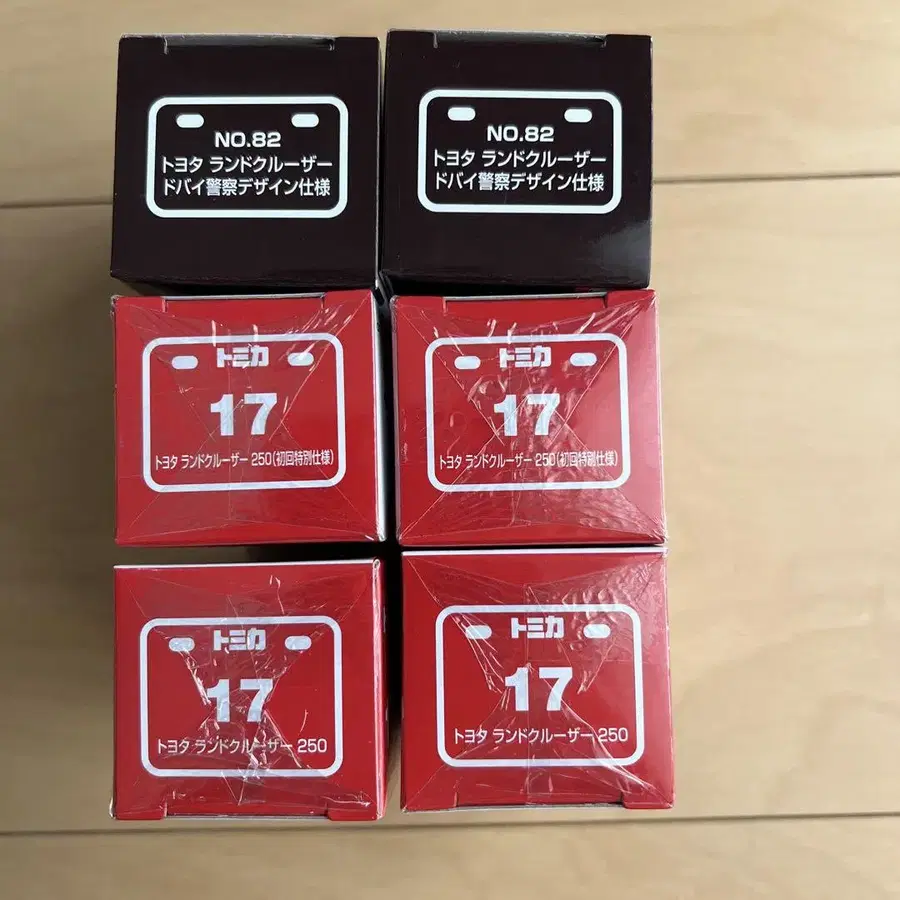 NO.82
トヨタ ランドクルーザー
ドバイ警察デザイン仕様
NO.82
トヨタ ランドクルーザー
ドバイ警察デザイン仕様
トミカ
17
トヨタ ランドクルーザー 250(初回特別仕様)
トミカ
17
トヨタ ランドクルーザー 250(初回特別仕様)
トミカ
17
トヨタ ランドクルーザー 250
トミカ
17
トヨタ ランドクルーザー 250